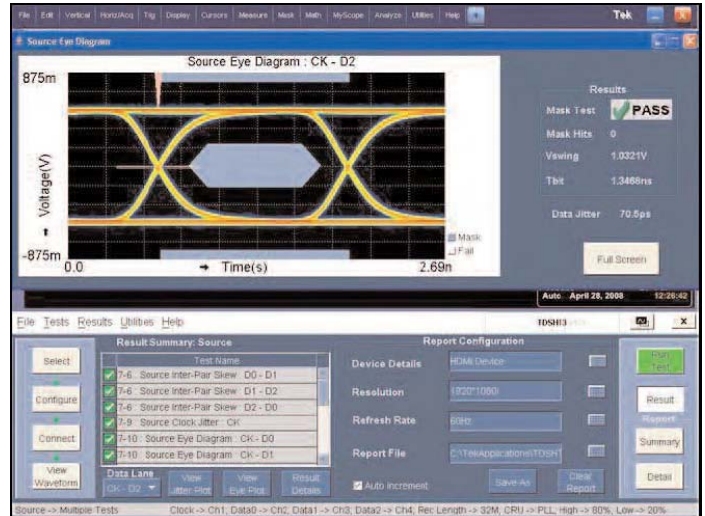 File Edit Vertical Horiz/Acq Trig Display Cursors Measure Mask Math MyScope Analyze Utilities Help Tek
Source Eye Diagram
Source Eye Diagram : CK - D2
875m
Voltage(V)
-875m
0.0
Time(s)
2.69n
Mask
Fail
Results
Mask Test PASS
Mask Hits 0
Vswing 1.0321V
Tbit 1.3468ns
Data Jitter 70.5ps
Full Screen
Auto April 28, 2008 12:26:42
File Tests Results Utilities Help TDSHT3
Select
Configure
Connect
View Waveform
Result Summary: Source
Test Name
7-6 : Source Inter-Pair Skew : D0 - D1
7-6 : Source Inter-Pair Skew : D1 - D2
7-6 : Source Inter-Pair Skew : D2 - D0
7-9 : Source Clock Jitter : CK
7-10 : Source Eye Diagram : CK - D0
7-10 : Source Eye Diagram : CK - D1
Data Lane
CK - D2
View Jitter Plot
View Eye Plot
Result Details
Report Configuration
Device Details HDMI Device
Resolution 1920*1080i
Refresh Rate 60Hz
Report File C:\TekApplications\TDSHT
Auto Increment
Save As
Clear Report
Run Test
Result
Report
Summary
Detail
Source -> Multiple Tests Clock -> Ch1, Data0 -> Ch2, Data1 -> Ch3, Data2 -> Ch4, Rec Length -> 32M, CRU -> PLL, High -> 80%, Low -> 20%